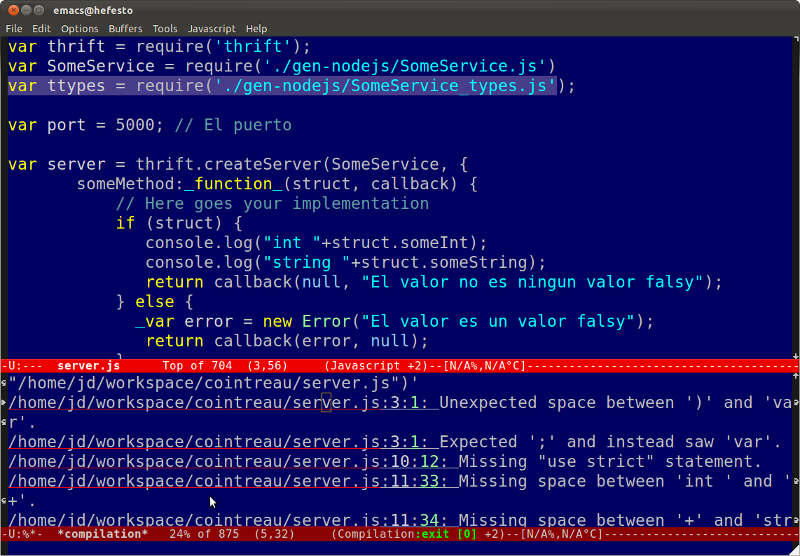 emacs@hefesto
File Edit Options Buffers Tools Javascript Help
var thrift = require('thrift');
var SomeService = require('./gen-nodejs/SomeService.js')
var ttypes = require('./gen-nodejs/SomeService_types.js');
var port = 5000; // El puerto
var server = thrift.createServer(SomeService, {
someMethod:_function_(struct, callback) {
// Here goes your implementation
if (struct) {
console.log("int "+struct.someInt);
console.log("string "+struct.someString);
return callback(null, "El valor no es ningun valor falsy");
} else {
_var error = new Error("El valor es un valor falsy");
return callback(error, null);
}
-U:--- server.js Top of 704 (3,56) (Javascript +2)--[N/A%,N/A°C]--------------------------------------
"/home/jd/workspace/cointreau/server.js")'
/home/jd/workspace/cointreau/server.js:3:1: Unexpected space between ')' and 'va
r'.
/home/jd/workspace/cointreau/server.js:3:1: Expected ';' and instead saw 'var'.
/home/jd/workspace/cointreau/server.js:10:12: Missing "use strict" statement.
/home/jd/workspace/cointreau/server.js:11:33: Missing space between 'int ' and '
+'.
/home/jd/workspace/cointreau/server.js:11:34: Missing space between '+' and 'str
-U:%*- *compilation* 24% of 875 (5,32) (Compilation:exit [0] +2)--[N/A%,N/A°C]----------------------------